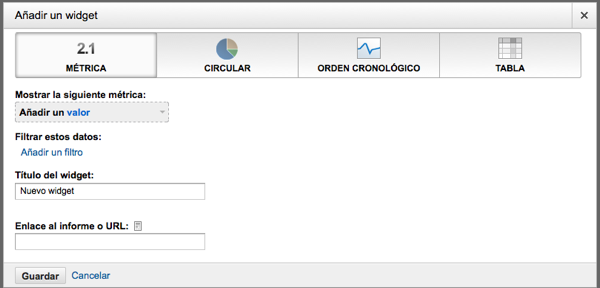 Añadir un widget
2.1
MÉTRICA
CIRCULAR
ORDEN CRONOLÓGICO
TABLA
Mostrar la siguiente métrica:
Añadir un valor
Filtrar estos datos:
Añadir un filtro
Título del widget:
Nuevo widget
Enlace al informe o URL:
Guardar Cancelar